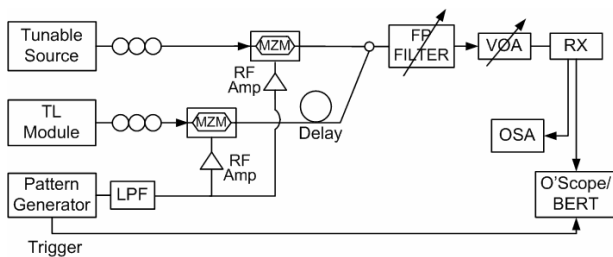 Tunable
Source
MZM
FP
FILTER
VOA
RX
RF
Amp
TL
Module
MZM
Delay
OSA
RF
Amp
Pattern
Generator
LPF
O'Scope/
BERT
Trigger